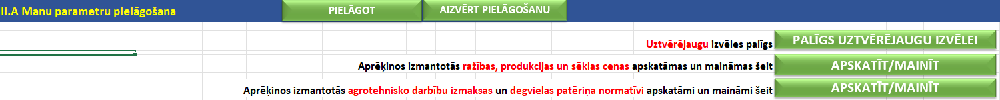 II.A Manu parametru pielāgošana PIELĀGOT AIZVĒRT PIELĀGOŠANU
Uztvērējaugu izvēles palīgs PALĪGS UZTVĒRĒJAUGU IZVĒLEI
Aprēķinos izmantotās ražības, produkcijas un sēklas cenas apskatāmas un maināmas šeit APSKATĪT/MAINĪT
Aprēķinos izmantotās agrotehnisko darbību izmaksas un degvielas patēriņa normatīvi apskatāmi un maināmi šeit APSKATĪT/MAINĪT